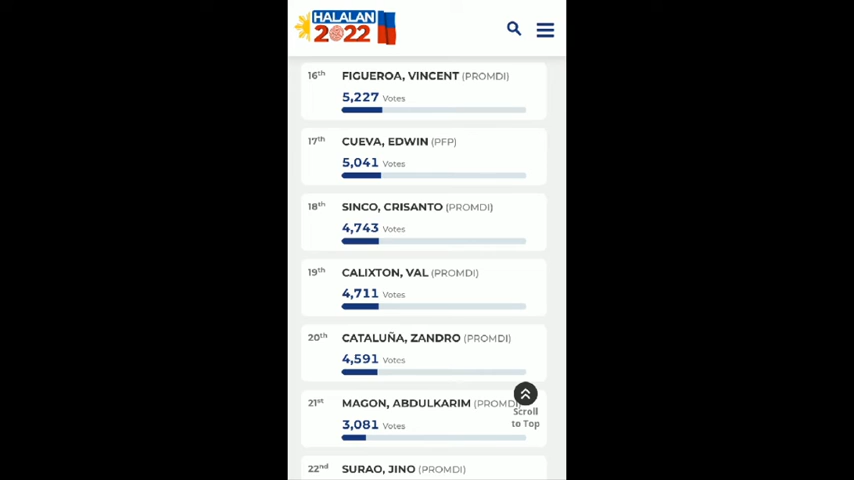 HALALAN
2022
16th FIGUEROA, VINCENT (PROMDI)
5,227 Votes
17th CUEVA, EDWIN (PFP)
5,041 Votes
18th SINCO, CRISANTO (PROMDI)
4,743 Votes
19th CALIXTON, VAL (PROMDI)
4,711 Votes
20th CATALUÑA, ZANDRO (PROMDI)
4,591 Votes
21st MAGON, ABDULKARIM (PROMDI)
3,081 Votes
Scroll
to Top
22nd SURAO, JINO (PROMDI)